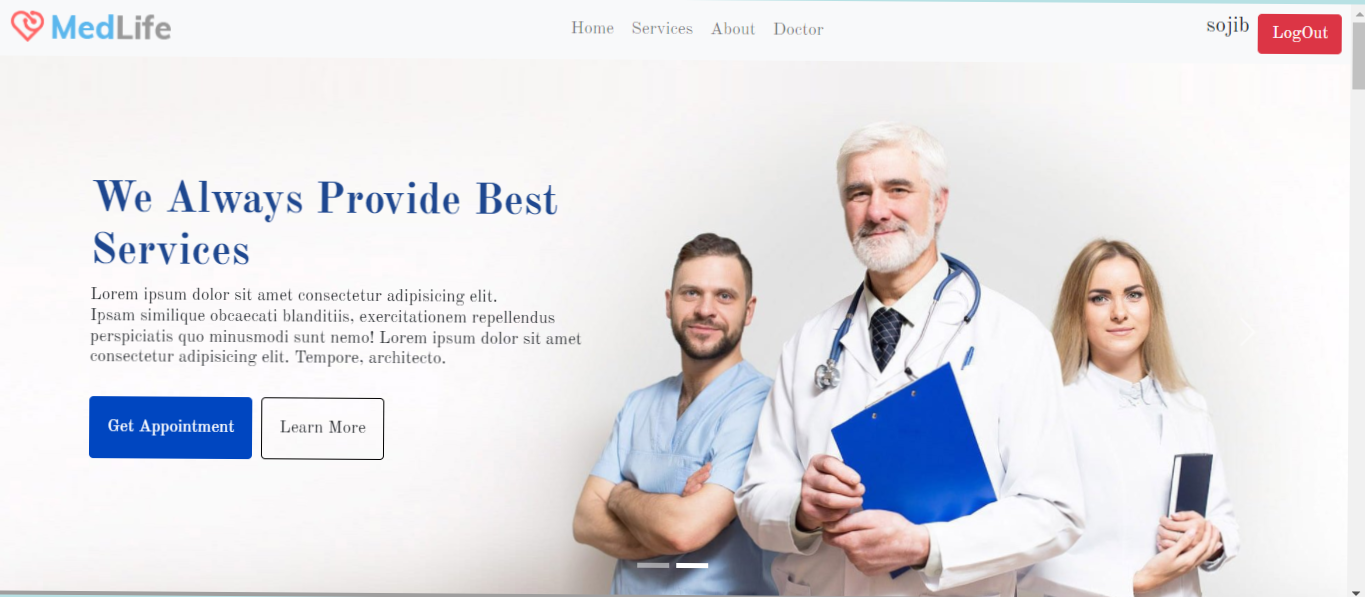 MedLife
Home Services About Doctor
sojib LogOut
We Always Provide Best
Services
Lorem ipsum dolor sit amet consectetur adipisicing elit.
Ipsam similique obcaecati blanditiis, exercitationem repellendus
perspiciatis quo minusmodi sunt nemo! Lorem ipsum dolor sit amet
consectetur adipisicing elit. Tempore, architecto.
Get Appointment Learn More